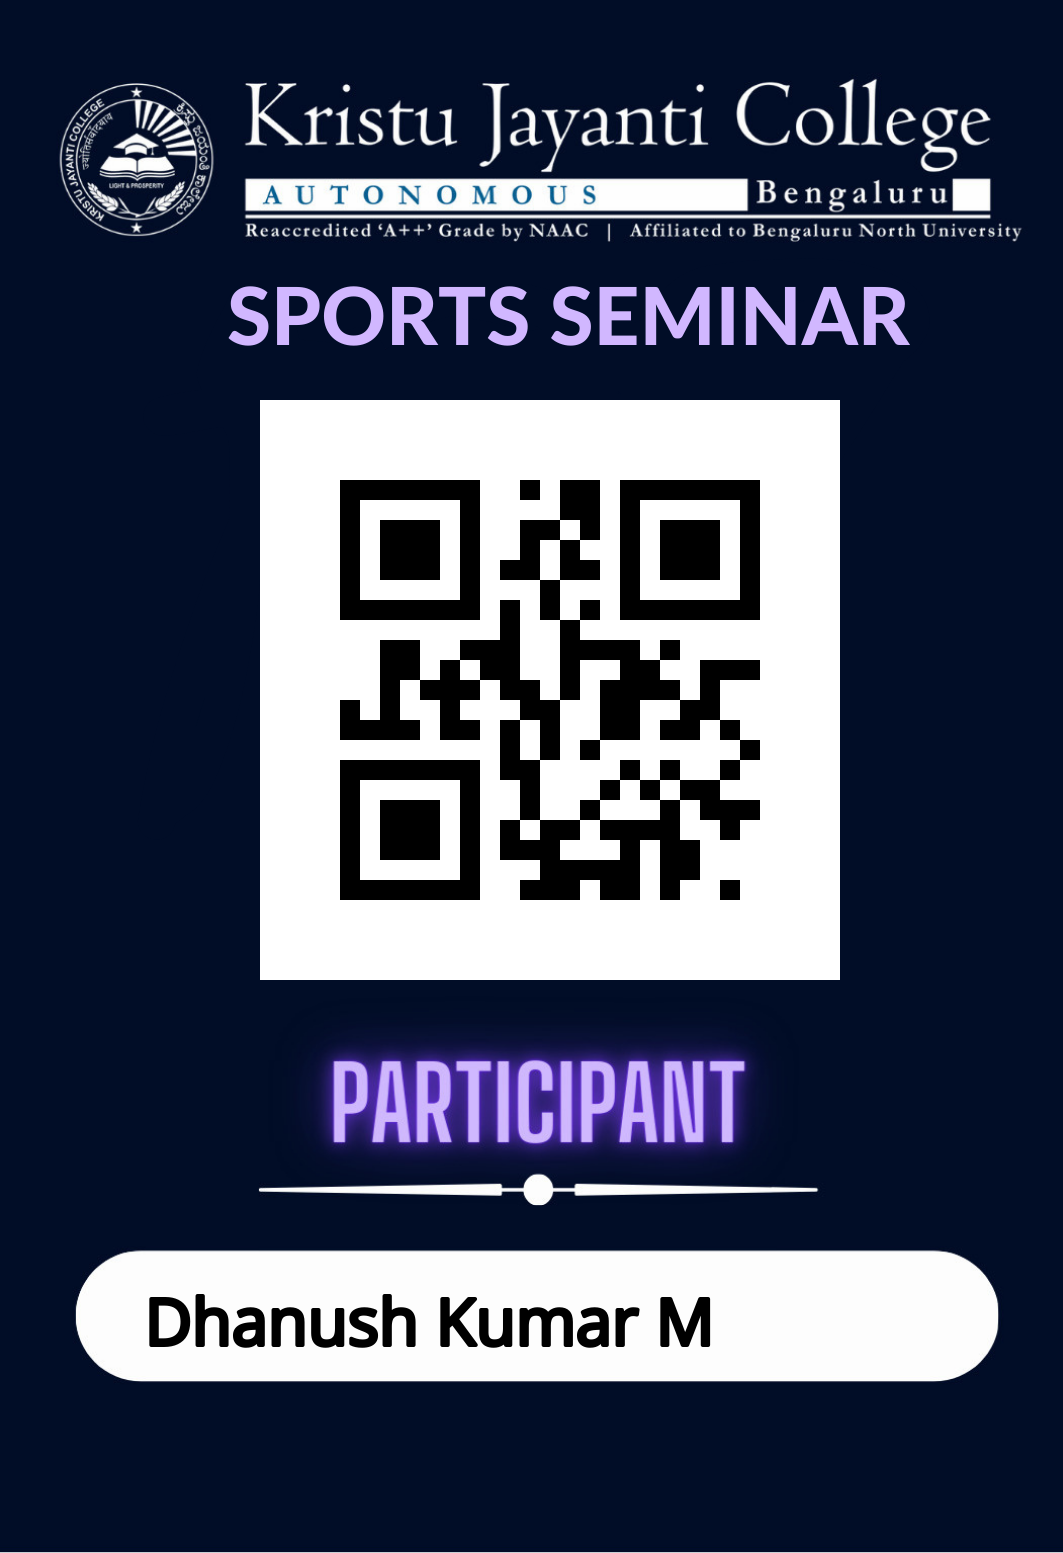 KRISTU JAYANTI COLLEGE
ज्योतिसंवादेवाय
ಕ್ರಿಸ್ತು ಜಯಂತಿ ಕಾಲೇಜು
LIGHT & PROSPERITY
Kristu Jayanti College
AUTONOMOUS Bengaluru
Reaccredited ‘A++’ Grade by NAAC | Affiliated to Bengaluru North University
SPORTS SEMINAR
PARTICIPANT
Dhanush Kumar M